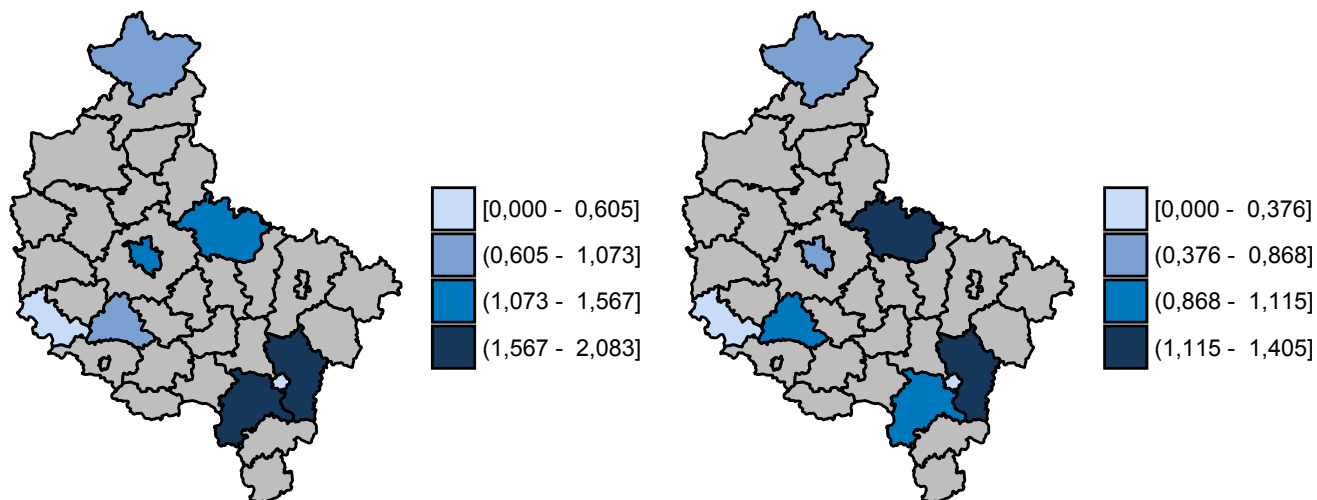 [0,000 - 0,605]
(0,605 - 1,073]
(1,073 - 1,567]
(1,567 - 2,083]
[0,000 - 0,376]
(0,376 - 0,868]
(0,868 - 1,115]
(1,115 - 1,405]